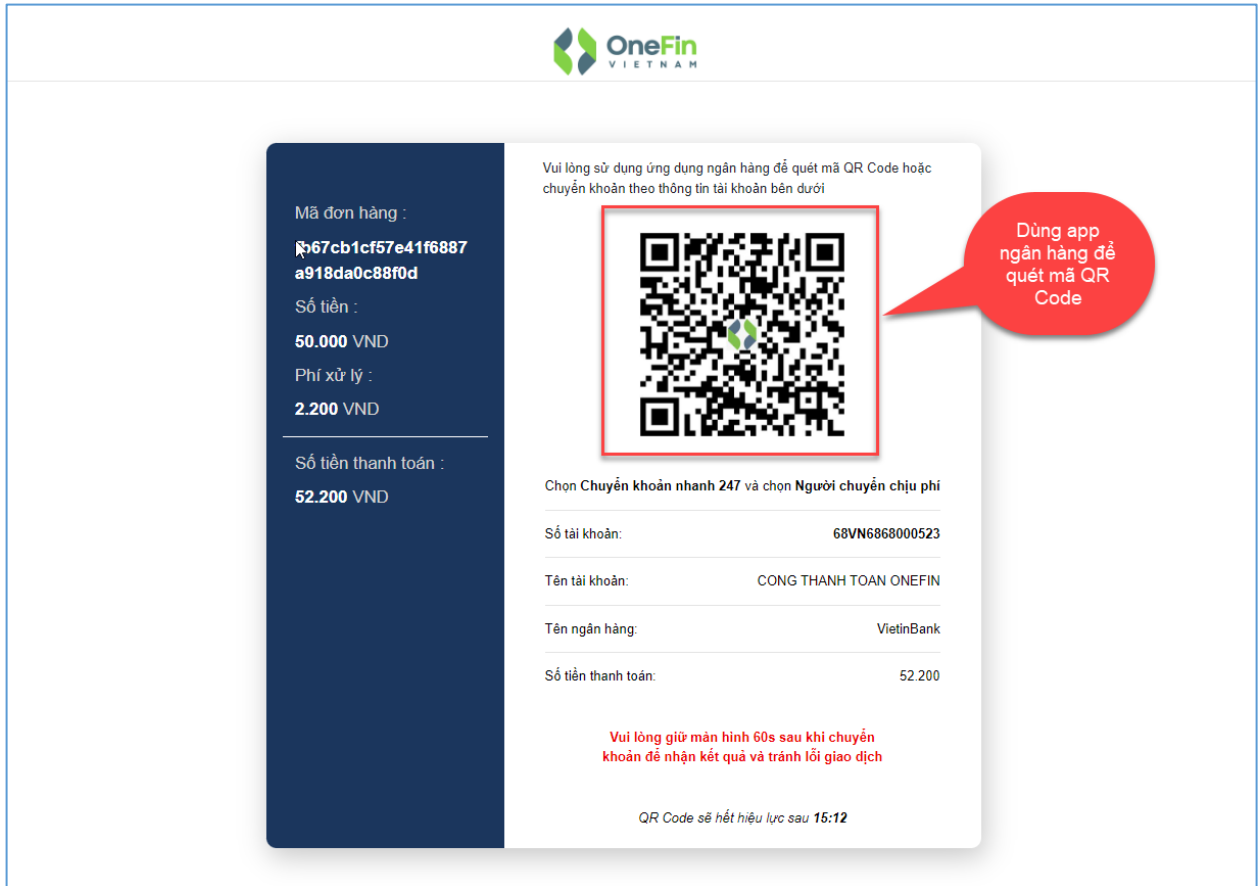 OneFin
VIETNAM
Mã đơn hàng :
b67cb1cf57e41f6887
a918da0c88f0d
Số tiền :
50.000 VND
Phí xử lý :
2.200 VND
Số tiền thanh toán :
52.200 VND
Vui lòng sử dụng ứng dụng ngân hàng để quét mã QR Code hoặc
chuyển khoản theo thông tin tài khoản bên dưới
Dùng app
ngân hàng để
quét mã QR
Code
Chọn Chuyển khoản nhanh 247 và chọn Người chuyển chịu phí
Số tài khoản: 68VN6868000523
Tên tài khoản: CONG THANH TOAN ONEFIN
Tên ngân hàng: VietinBank
Số tiền thanh toán: 52.200
Vui lòng giữ màn hình 60s sau khi chuyển
khoản để nhận kết quả và tránh lỗi giao dịch
QR Code sẽ hết hiệu lực sau 15:12